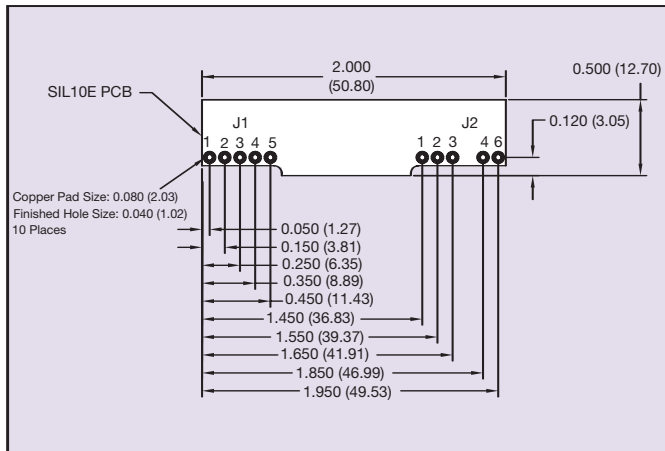 2.000
(50.80)
0.500 (12.70)
SIL10E PCB
0.120 (3.05)
J1
J2
1 2 3 4 5
1 2 3 4 6
Copper Pad Size: 0.080 (2.03)
Finished Hole Size: 0.040 (1.02)
10 Places
0.050 (1.27)
0.150 (3.81)
0.250 (6.35)
0.350 (8.89)
0.450 (11.43)
1.450 (36.83)
1.550 (39.37)
1.650 (41.91)
1.850 (46.99)
1.950 (49.53)